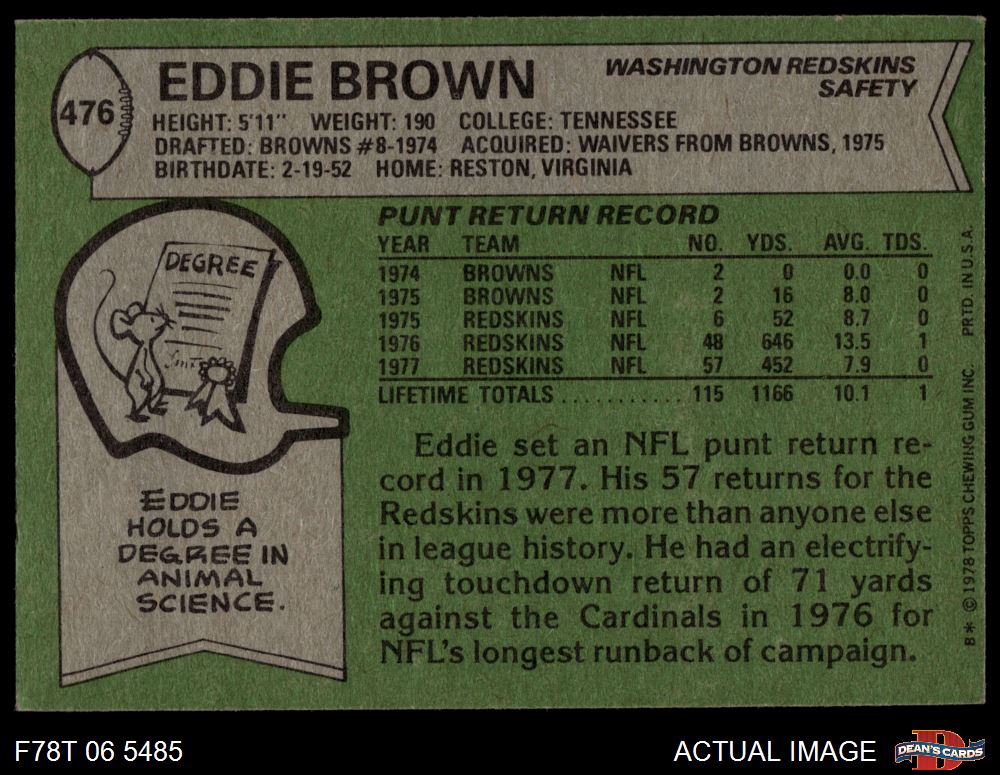 476
EDDIE BROWN
WASHINGTON REDSKINS
SAFETY
HEIGHT: 5'11" WEIGHT: 190 COLLEGE: TENNESSEE
DRAFTED: BROWNS #8-1974 ACQUIRED: WAIVERS FROM BROWNS, 1975
BIRTHDATE: 2-19-52 HOME: RESTON, VIRGINIA
DEGREE
EDDIE
HOLDS A
DEGREE IN
ANIMAL
SCIENCE.
PUNT RETURN RECORD
YEAR TEAM NO. YDS. AVG. TDS.
1974 BROWNS NFL 2 0 0.0 0
1975 BROWNS NFL 2 16 8.0 0
1975 REDSKINS NFL 6 52 8.7 0
1976 REDSKINS NFL 48 646 13.5 1
1977 REDSKINS NFL 57 452 7.9 0
LIFETIME TOTALS ........... 115 1166 10.1 1
Eddie set an NFL punt return re-
cord in 1977. His 57 returns for the
Redskins were more than anyone else
in league history. He had an electrify-
ing touchdown return of 71 yards
against the Cardinals in 1976 for
NFL's longest runback of campaign.
B* © 1978 TOPPS CHEWING GUM INC. PRTD. IN U.S.A.
F78T 06 5485
ACTUAL IMAGE
DEAN'S CARDS